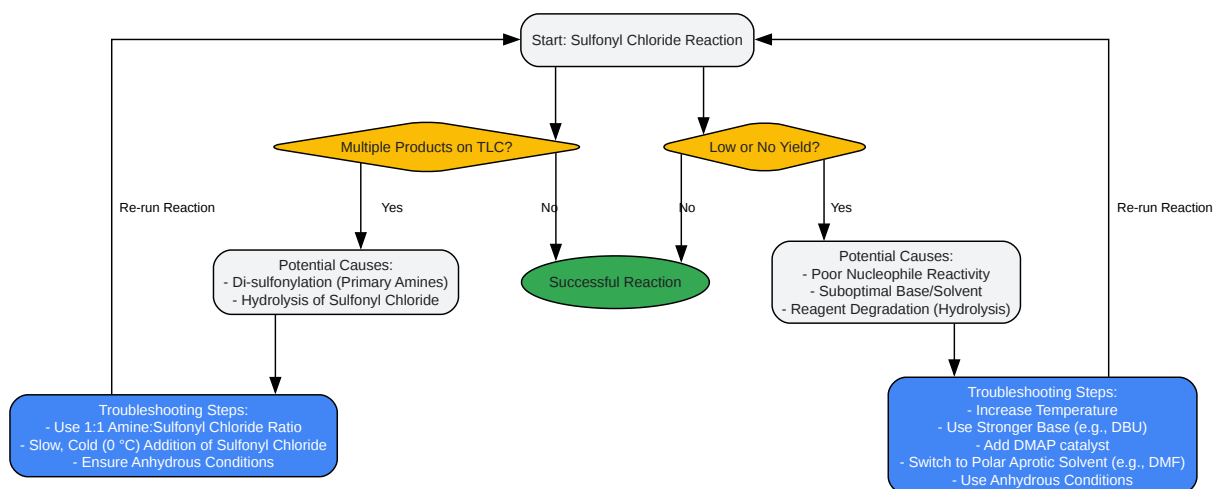 Start: Sulfonyl Chloride Reaction
Multiple Products on TLC?
Low or No Yield?
Re-run Reaction
Yes
No
No
Yes
Re-run Reaction
Potential Causes:
- Di-sulfonylation (Primary Amines)
- Hydrolysis of Sulfonyl Chloride
Successful Reaction
Potential Causes:
- Poor Nucleophile Reactivity
- Suboptimal Base/Solvent
- Reagent Degradation (Hydrolysis)
Troubleshooting Steps:
- Use 1:1 Amine:Sulfonyl Chloride Ratio
- Slow, Cold (0 °C) Addition of Sulfonyl Chloride
- Ensure Anhydrous Conditions
Troubleshooting Steps:
- Increase Temperature
- Use Stronger Base (e.g., DBU)
- Add DMAP catalyst
- Switch to Polar Aprotic Solvent (e.g., DMF)
- Use Anhydrous Conditions